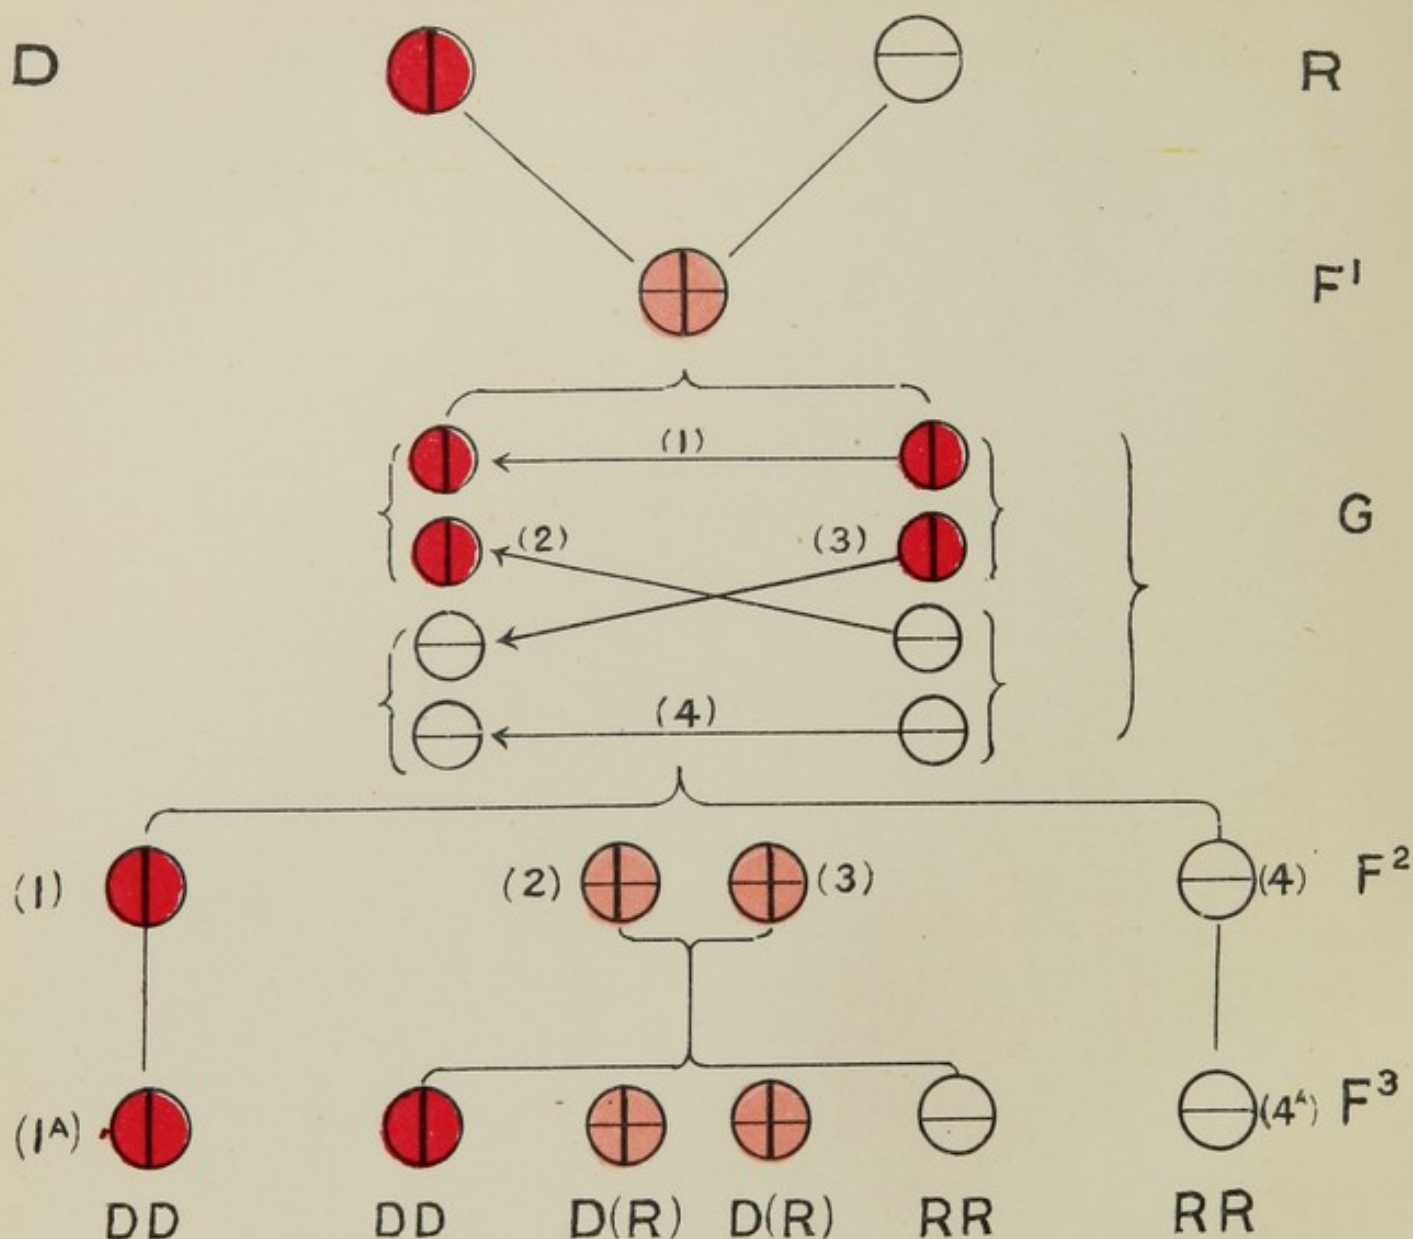 D R
F¹
(1)
G
(2) (3)
(4)
(1) (2) (3) (4) F²
(1ᴬ) (4ᴬ) F³
DD DD D(R) D(R) RR RR